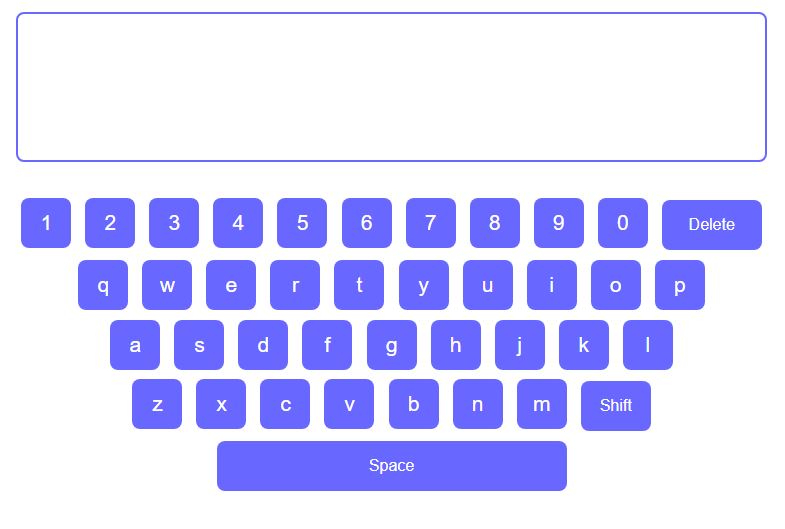 1 2 3 4 5 6 7 8 9 0 Delete
q w e r t y u i o p
a s d f g h j k l
z x c v b n m Shift
Space